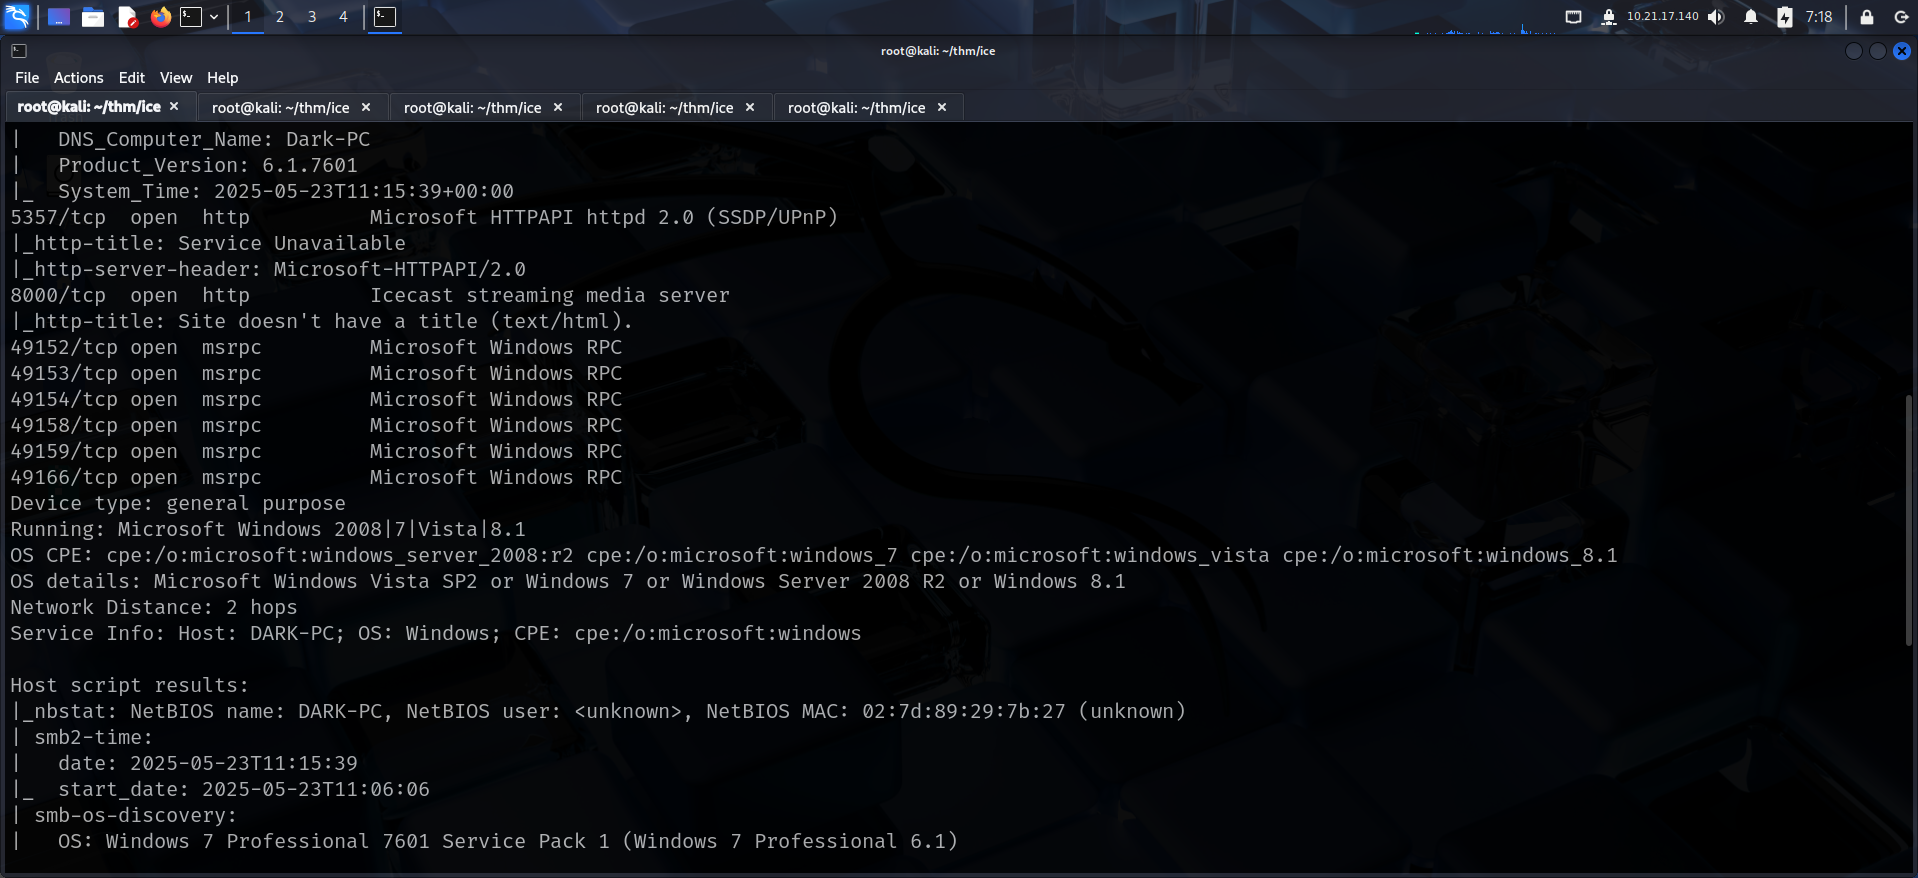 1 2 3 4 10.21.17.140 7:18
root@kali: ~/thm/ice
File Actions Edit View Help
root@kali: ~/thm/ice × root@kali: ~/thm/ice × root@kali: ~/thm/ice × root@kali: ~/thm/ice × root@kali: ~/thm/ice ×
|   DNS_Computer_Name: Dark-PC
|   Product_Version: 6.1.7601
|_  System_Time: 2025-05-23T11:15:39+00:00
5357/tcp  open  http          Microsoft HTTPAPI httpd 2.0 (SSDP/UPnP)
|_http-title: Service Unavailable
|_http-server-header: Microsoft-HTTPAPI/2.0
8000/tcp  open  http          Icecast streaming media server
|_http-title: Site doesn't have a title (text/html).
49152/tcp open  msrpc         Microsoft Windows RPC
49153/tcp open  msrpc         Microsoft Windows RPC
49154/tcp open  msrpc         Microsoft Windows RPC
49158/tcp open  msrpc         Microsoft Windows RPC
49159/tcp open  msrpc         Microsoft Windows RPC
49166/tcp open  msrpc         Microsoft Windows RPC
Device type: general purpose
Running: Microsoft Windows 2008|7|Vista|8.1
OS CPE: cpe:/o:microsoft:windows_server_2008:r2 cpe:/o:microsoft:windows_7 cpe:/o:microsoft:windows_vista cpe:/o:microsoft:windows_8.1
OS details: Microsoft Windows Vista SP2 or Windows 7 or Windows Server 2008 R2 or Windows 8.1
Network Distance: 2 hops
Service Info: Host: DARK-PC; OS: Windows; CPE: cpe:/o:microsoft:windows
Host script results:
|_nbstat: NetBIOS name: DARK-PC, NetBIOS user: <unknown>, NetBIOS MAC: 02:7d:89:29:7b:27 (unknown)
| smb2-time:
|   date: 2025-05-23T11:15:39
|_  start_date: 2025-05-23T11:06:06
| smb-os-discovery:
|   OS: Windows 7 Professional 7601 Service Pack 1 (Windows 7 Professional 6.1)